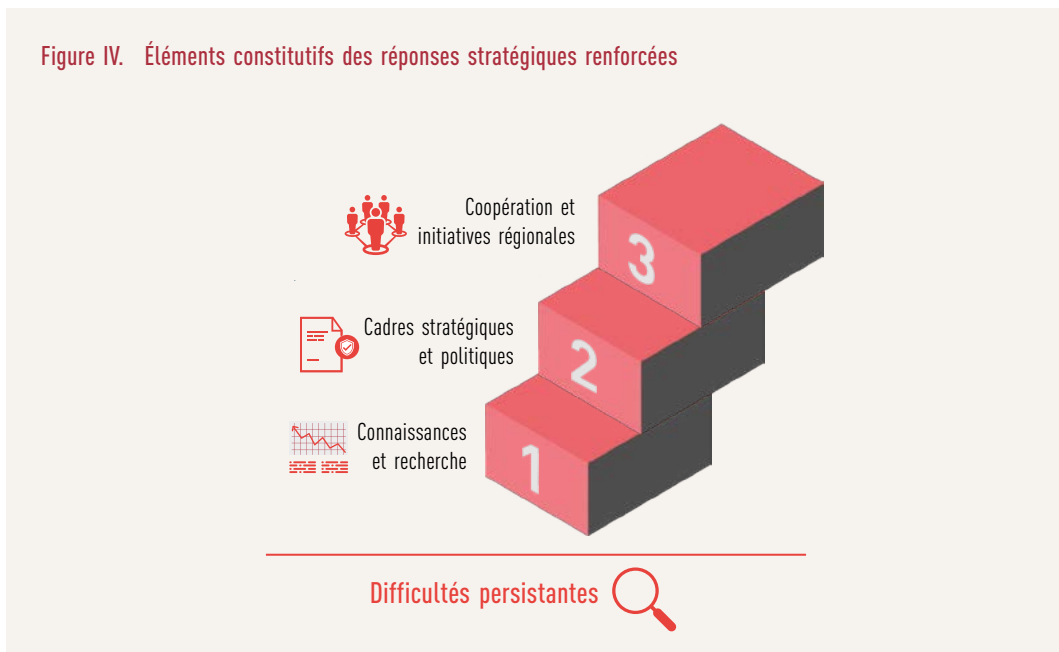 Figure IV. Éléments constitutifs des réponses stratégiques renforcées
Coopération et
initiatives régionales
3
Cadres stratégiques
et politiques
2
Connaissances
et recherche
1
Difficultés persistantes